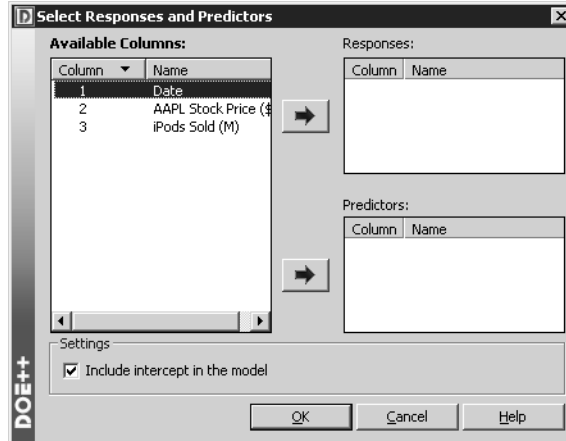 D Select Responses and Predictors
Available Columns:
Column Name
1 Date
2 AAPL Stock Price ($
3 iPods Sold (M)
Responses:
Column Name
Predictors:
Column Name
Settings
Include intercept in the model
OK Cancel Help
DOE++